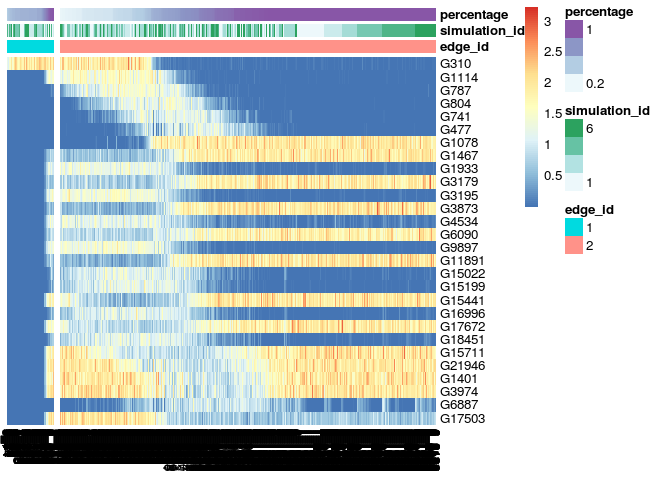 percentage
simulation_id
edge_id
G310
G1114
G787
G804
G741
G477
G1078
G1467
G1933
G3179
G3195
G3873
G4534
G6090
G9897
G11891
G15022
G15199
G15441
G16996
G17672
G18451
G15711
G21946
G1401
G3974
G6887
G17503
3
2.5
2
1.5
1
0.5
percentage
1
0.2
simulation_id
6
1
edge_id
1
2